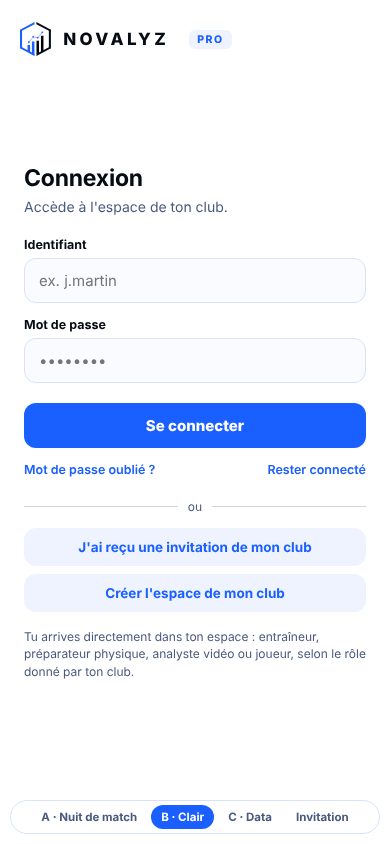 NOVALYZ PRO
Connexion
Accède à l'espace de ton club.
Identifiant
ex. j.martin
Mot de passe
••••••••
Se connecter
Mot de passe oublié ? Rester connecté
ou
J'ai reçu une invitation de mon club
Créer l'espace de mon club
Tu arrives directement dans ton espace : entraîneur,
préparateur physique, analyste vidéo ou joueur, selon le rôle
donné par ton club.
A · Nuit de match B · Clair C · Data Invitation